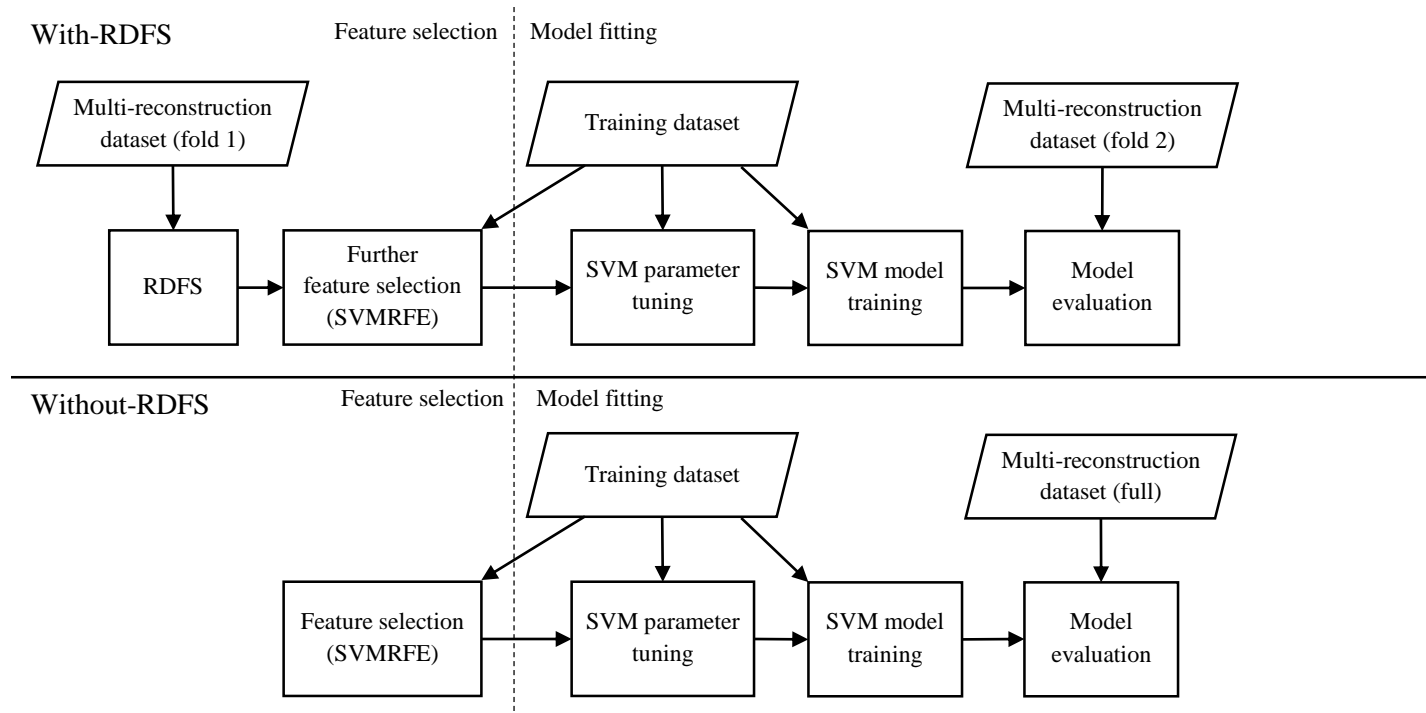 With-RDFS
Feature selection
Model fitting
Multi-reconstruction
dataset (fold 1)
Training dataset
Multi-reconstruction
dataset (fold 2)
RDFS
Further
feature selection
(SVMRFE)
SVM parameter
tuning
SVM model
training
Model
evaluation
Without-RDFS
Feature selection
Model fitting
Training dataset
Multi-reconstruction
dataset (full)
Feature selection
(SVMRFE)
SVM parameter
tuning
SVM model
training
Model
evaluation